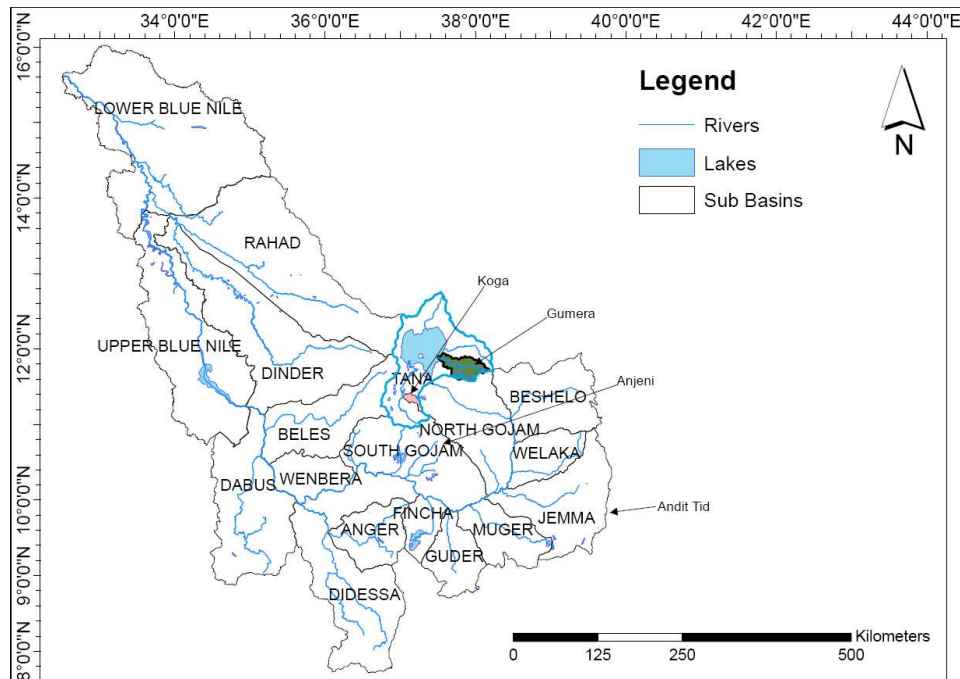 34°0'0"E
36°0'0"E
38°0'0"E
40°0'0"E
42°0'0"E
44°0'0"E
16°0'0"N
14°0'0"N
12°0'0"N
10°0'0"N
9°0'0"N
8°0'0"N
Legend
Rivers
Lakes
Sub Basins
N
LOWER BLUE NILE
RAHAD
Koga
Gumera
UPPER BLUE NILE
DINDER
TANA
Anjeni
BESHELO
BELES
NORTH GOJAM
SOUTH GOJAM
WELAKA
DABUS
WENBERA
FINCHA
ANGER
MUGER
JEMMA
Andit Tid
GUDER
DIDESSA
Kilometers
0
125
250
500